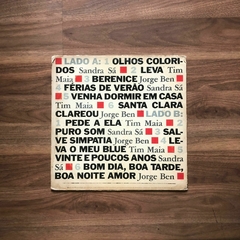 LADO A: 1 OLHOS COLORI-
DOS Sandra Sá 2 LEVA Tim
Maia 3 BERENICE Jorge Ben
4 FÉRIAS DE VERÃO Sandra Sá
5 VENHA DORMIR EM CASA
Tim Maia 6 SANTA CLARA
CLAREOU Jorge Ben LADO B:
1 PEDE A ELA Tim Maia 2
PURO SOM Sandra Sá 3 SAL-
VE SIMPATIA Jorge Ben 4 LE-
VA O MEU BLUE Tim Maia 5
VINTE E POUCOS ANOS Sandra
Sá 6 BOM DIA, BOA TARDE,
BOA NOITE AMOR Jorge Ben